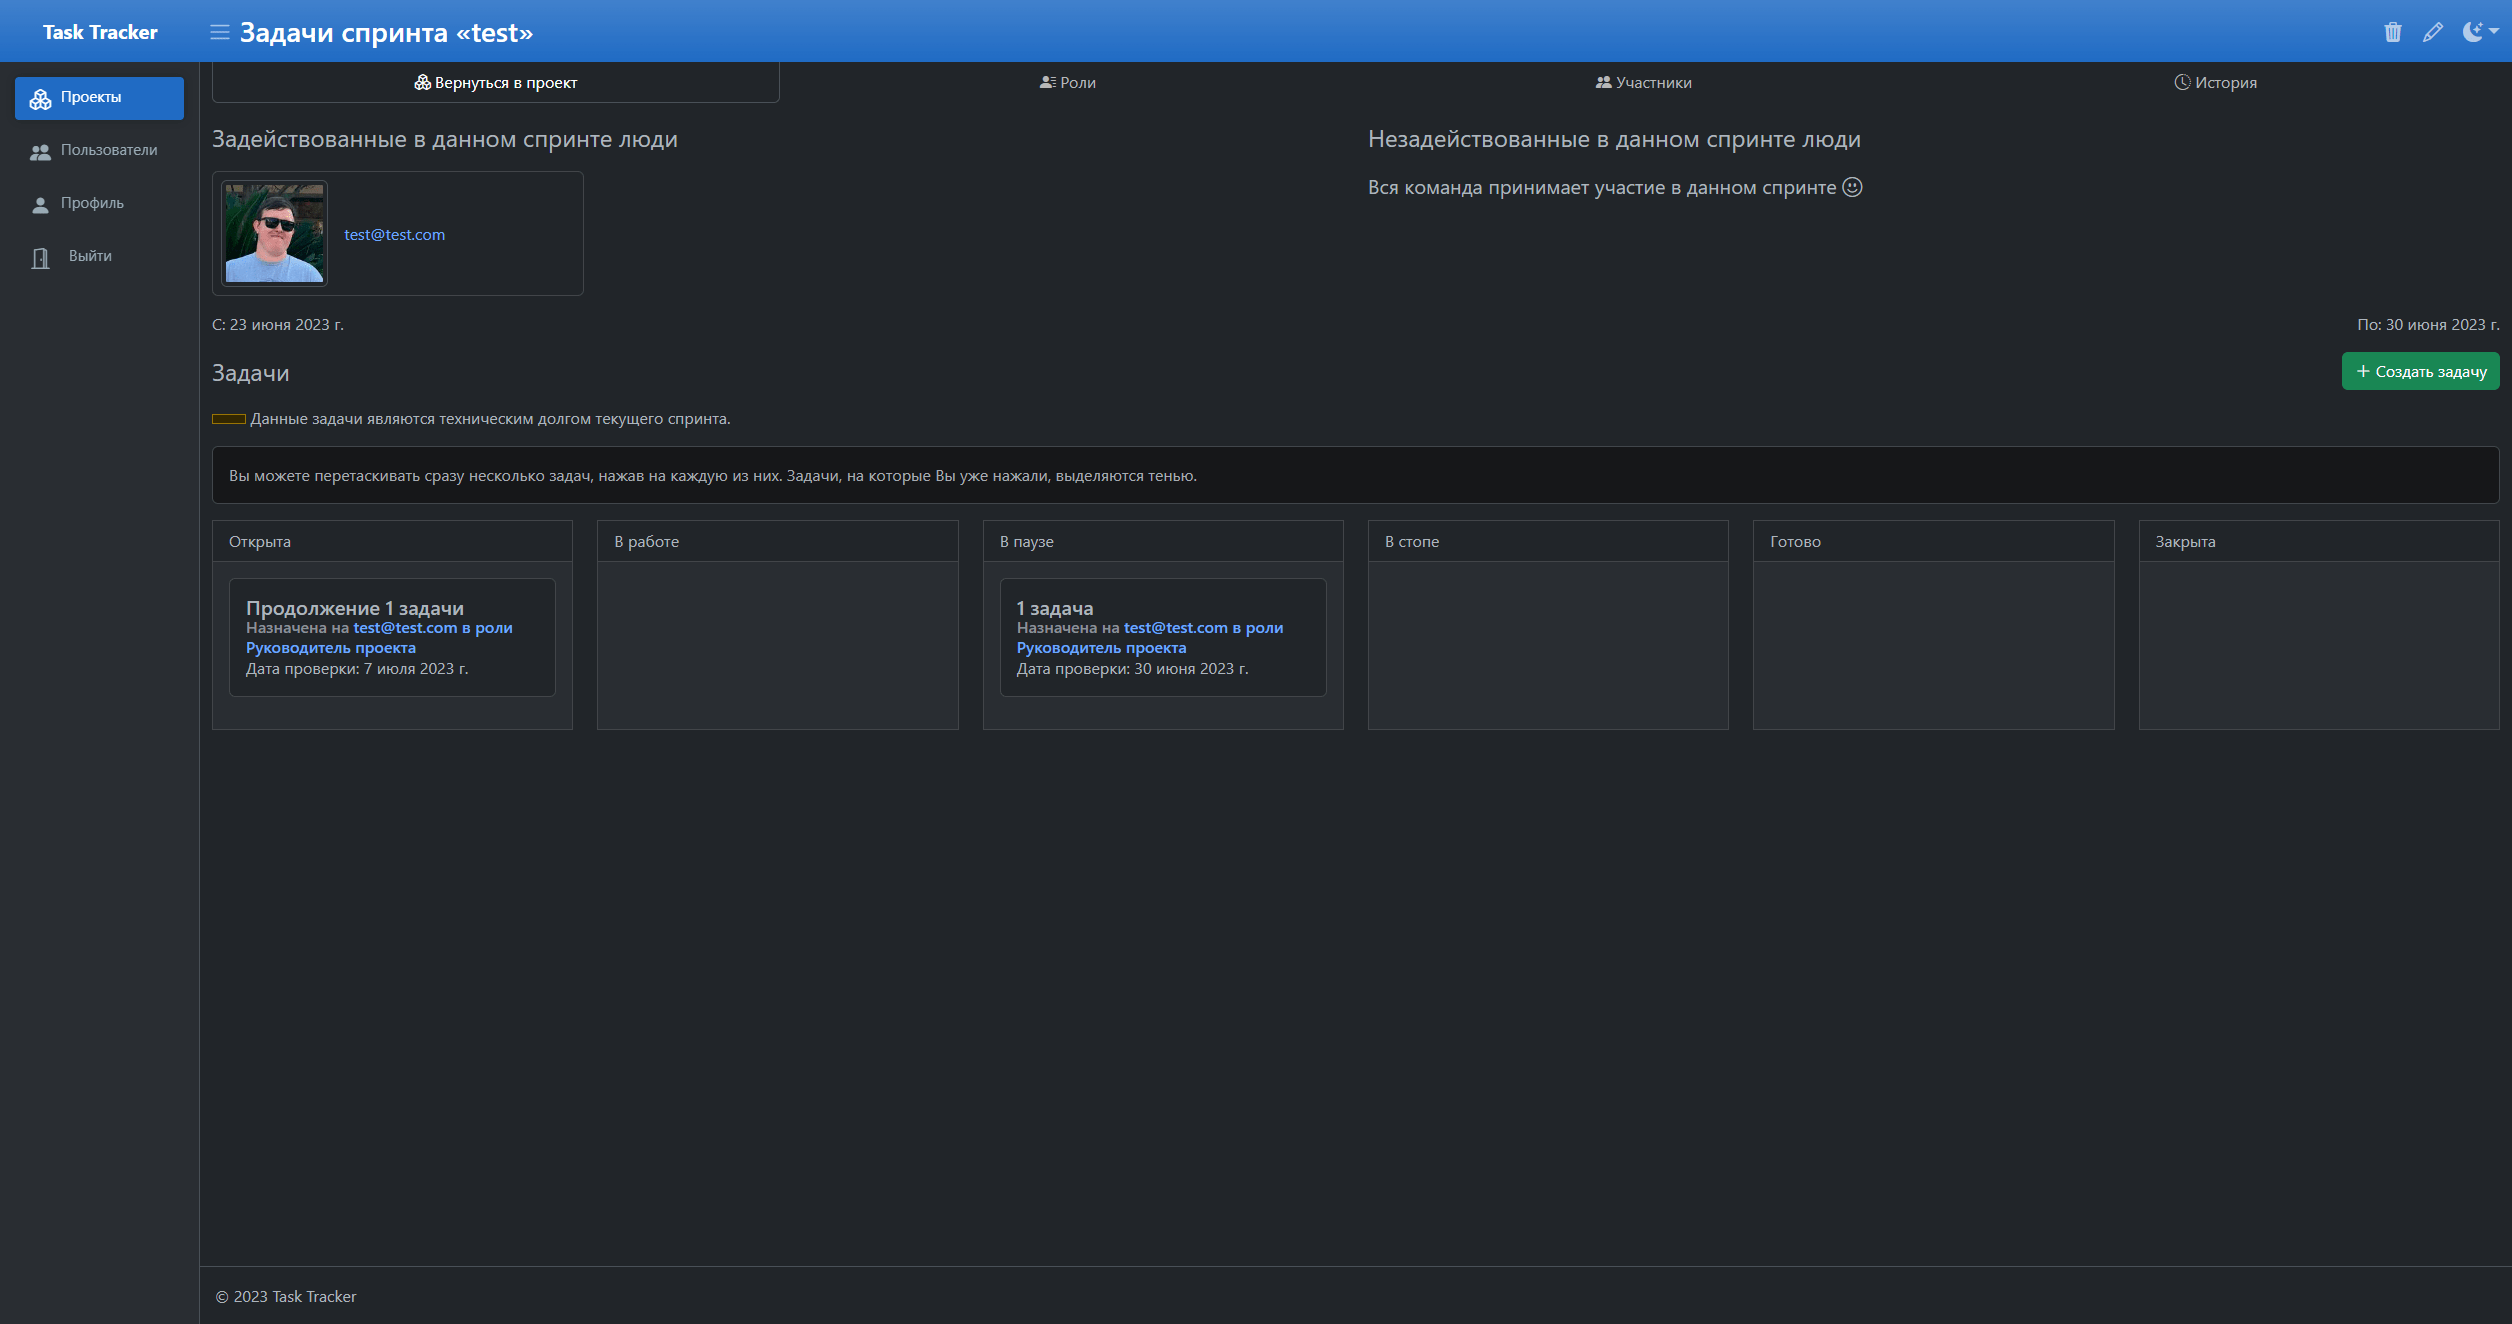 Task Tracker
Задачи спринта «test»
Проекты
Пользователи
Профиль
Выйти
Вернуться в проект
Роли
Участники
История
Задействованные в данном спринте люди
test@test.com
Незадействованные в данном спринте люди
Вся команда принимает участие в данном спринте
С: 23 июня 2023 г.
По: 30 июня 2023 г.
Задачи
+ Создать задачу
Данные задачи являются техническим долгом текущего спринта.
Вы можете перетаскивать сразу несколько задач, нажав на каждую из них. Задачи, на которые Вы уже нажали, выделяются тенью.
Открыта
Продолжение 1 задачи
Назначена на test@test.com в роли
Руководитель проекта
Дата проверки: 7 июля 2023 г.
В работе
В паузе
1 задача
Назначена на test@test.com в роли
Руководитель проекта
Дата проверки: 30 июня 2023 г.
В стопе
Готово
Закрыта
© 2023 Task Tracker